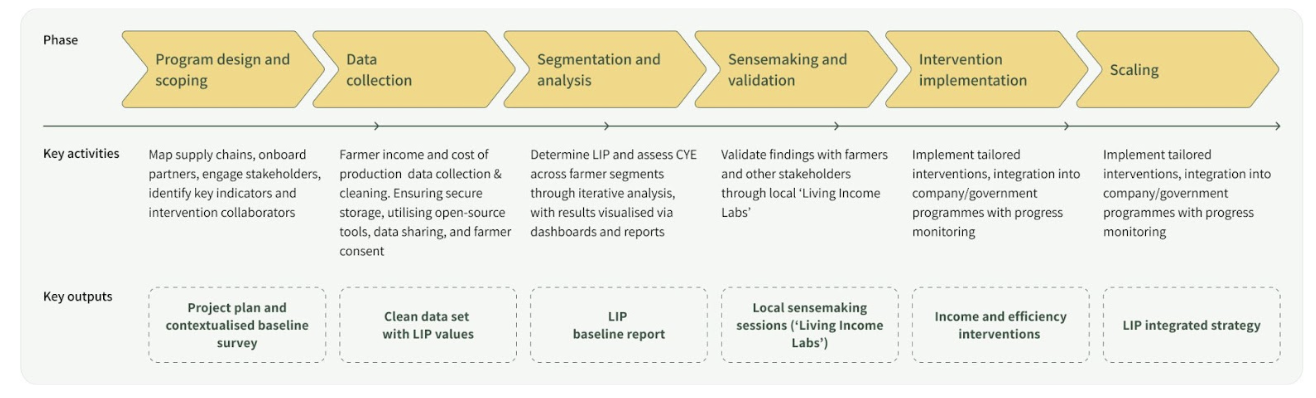 Phase
Program design and
scoping
Data
collection
Segmentation and
analysis
Sensemaking and
validation
Intervention
implementation
Scaling
Key activities
Map supply chains, onboard
partners, engage stakeholders,
identify key indicators and
intervention collaborators
Farmer income and cost of
production data collection &
cleaning. Ensuring secure
storage, utilising open-source
tools, data sharing, and farmer
consent
Determine LIP and assess CYE
across farmer segments
through iterative analysis,
with results visualised via
dashboards and reports
Validate findings with farmers
and other stakeholders
through local ‘Living Income
Labs’
Implement tailored
interventions, integration into
company/government
programmes with progress
monitoring
Implement tailored
interventions, integration into
company/government
programmes with progress
monitoring
Key outputs
Project plan and
contextualised baseline
survey
Clean data set
with LIP values
LIP
baseline report
Local sensemaking
sessions (‘Living Income
Labs’)
Income and efficiency
interventions
LIP integrated strategy